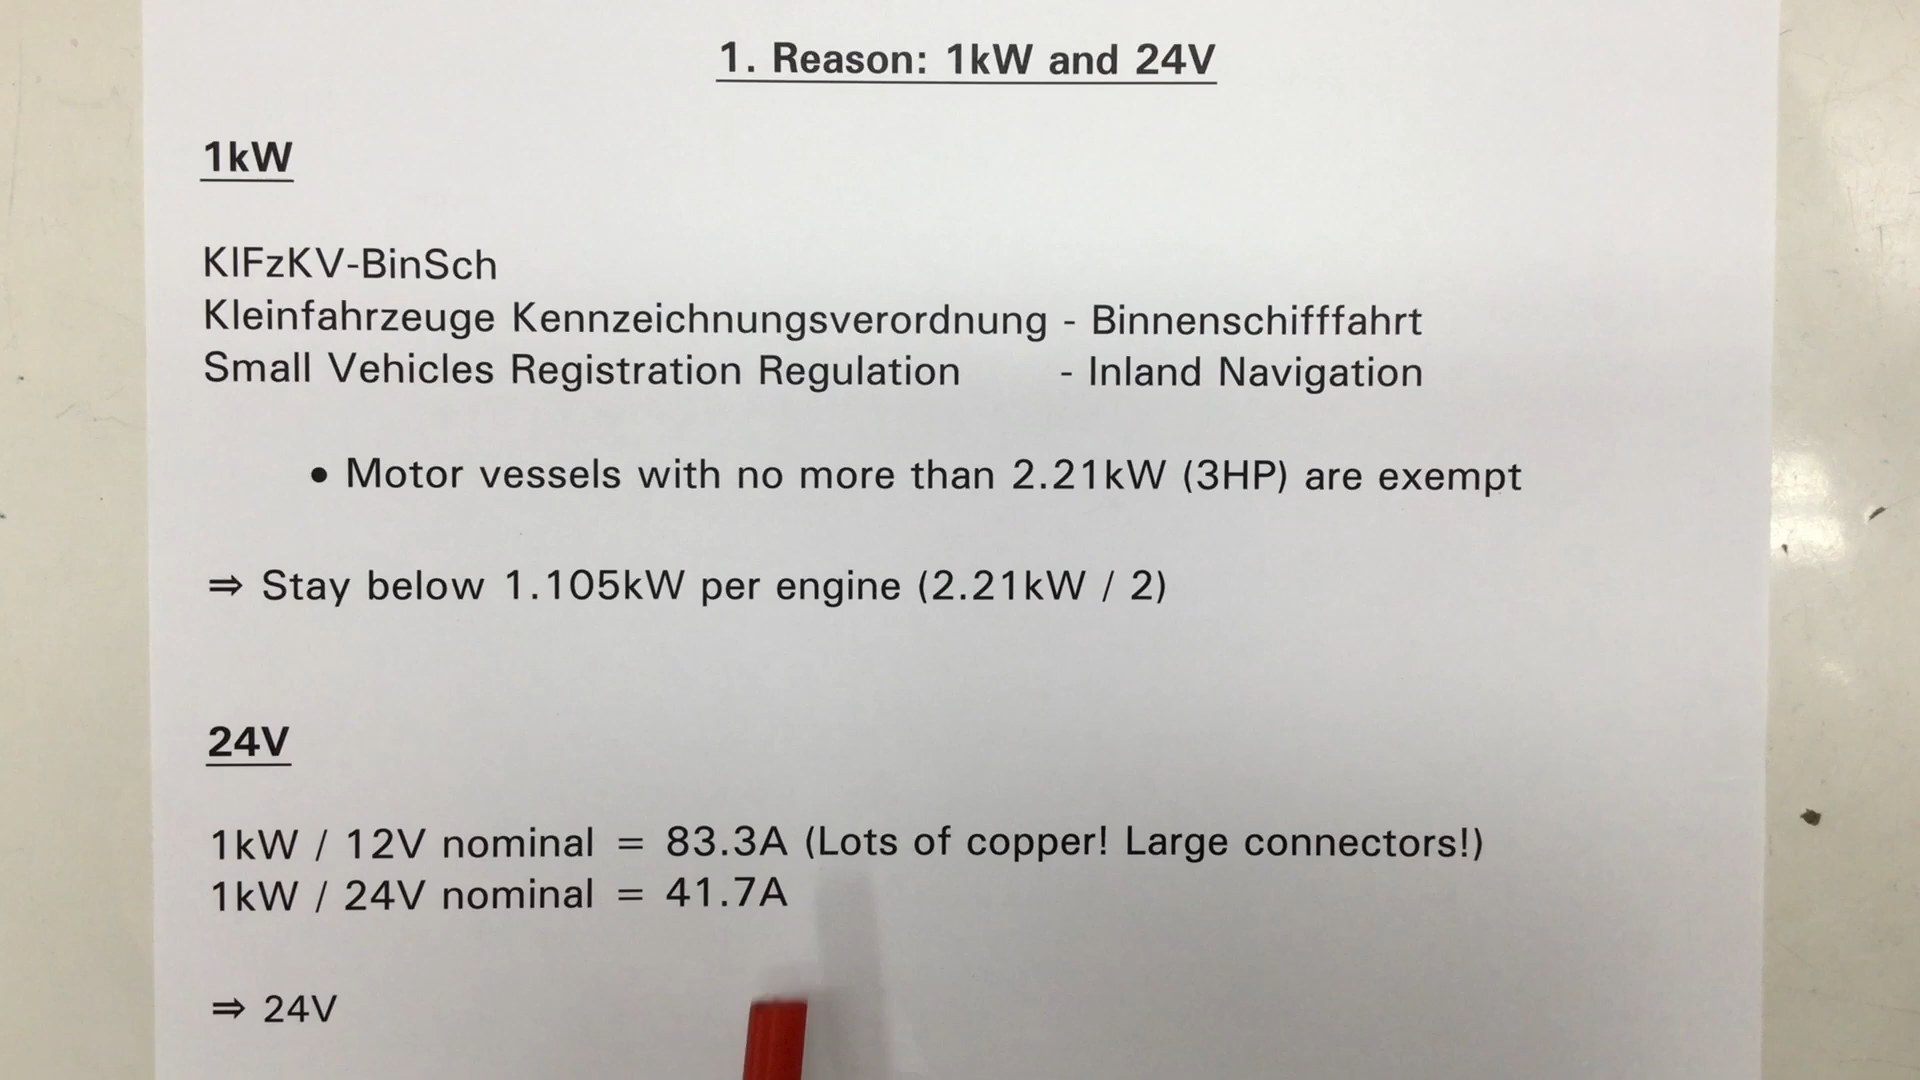 1. Reason: 1kW and 24V
1kW
KlFzKV-BinSch
Kleinfahrzeuge Kennzeichnungsverordnung - Binnenschifffahrt
Small Vehicles Registration Regulation - Inland Navigation
• Motor vessels with no more than 2.21kW (3HP) are exempt
⇒ Stay below 1.105kW per engine (2.21kW / 2)
24V
1kW / 12V nominal = 83.3A (Lots of copper! Large connectors!)
1kW / 24V nominal = 41.7A
⇒ 24V